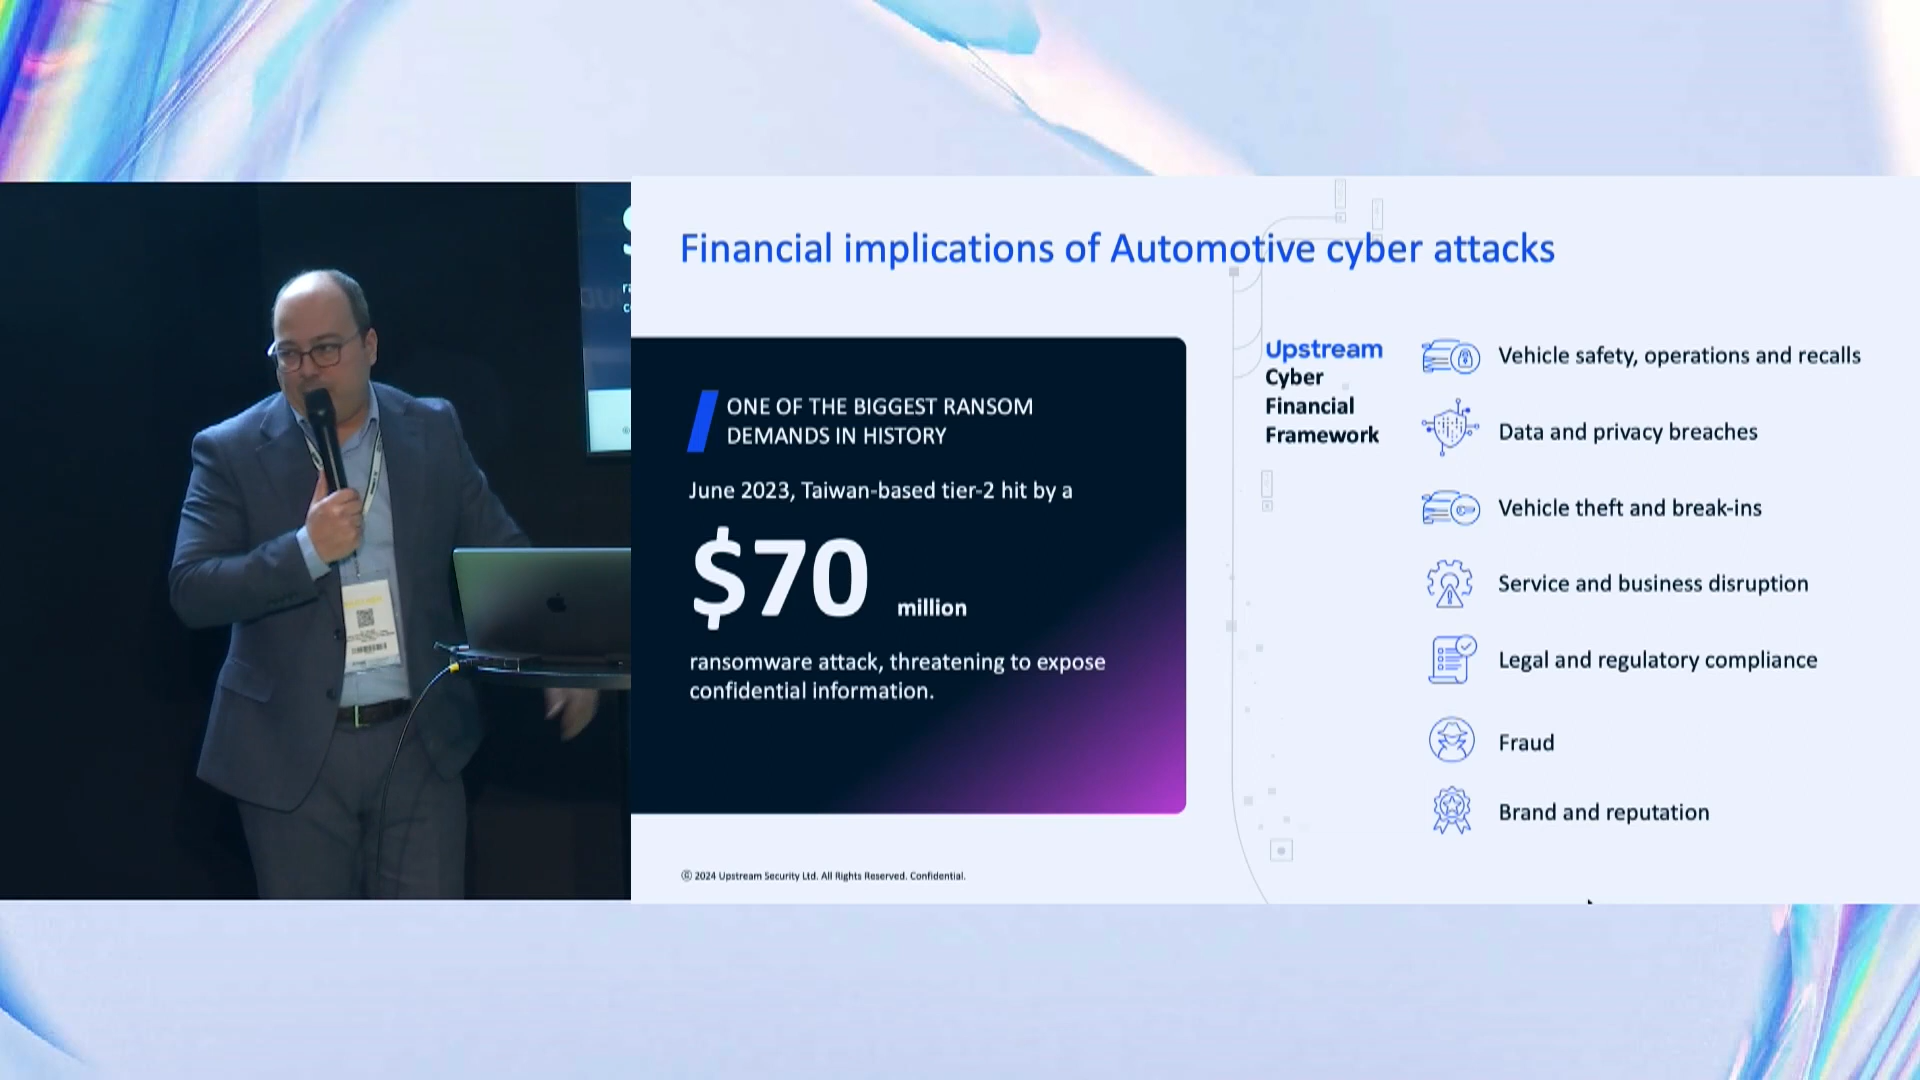 Financial implications of Automotive cyber attacks
ONE OF THE BIGGEST RANSOM
DEMANDS IN HISTORY
June 2023, Taiwan-based tier-2 hit by a
$70 million
ransomware attack, threatening to expose
confidential information.
© 2024 Upstream Security Ltd. All Rights Reserved. Confidential.
Upstream
Cyber
Financial
Framework
Vehicle safety, operations and recalls
Data and privacy breaches
Vehicle theft and break-ins
Service and business disruption
Legal and regulatory compliance
Fraud
Brand and reputation